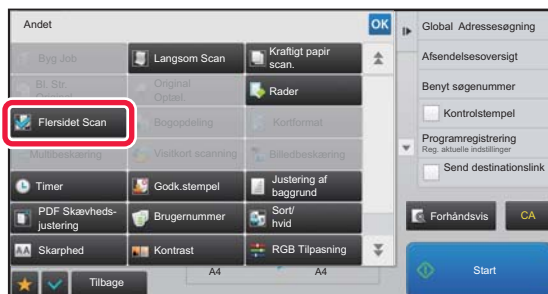 Andet
OK
Byg Job
Langsom Scan
Kraftigt papir
scan.
Bl. Str.
Original
Original
Optæl.
Rader
Flersidet Scan
Bogopdeling
Kortformat
Multibeskæring
Visitkort scanning
Billedbeskæring
Timer
Godk.stempel
Justering af
baggrund
PDF Skævheds-
justering
Brugernummer
Sort/
hvid
Skarphed
Kontrast
RGB Tilpasning
Tilbage
A4
A4
Global Adressesøgning
Afsendelsesoversigt
Benyt søgenummer
Kontrolstempel
Programregistrering
Reg. aktuelle indstillinger
Send destinationslink
Forhåndsvis
CA
Start